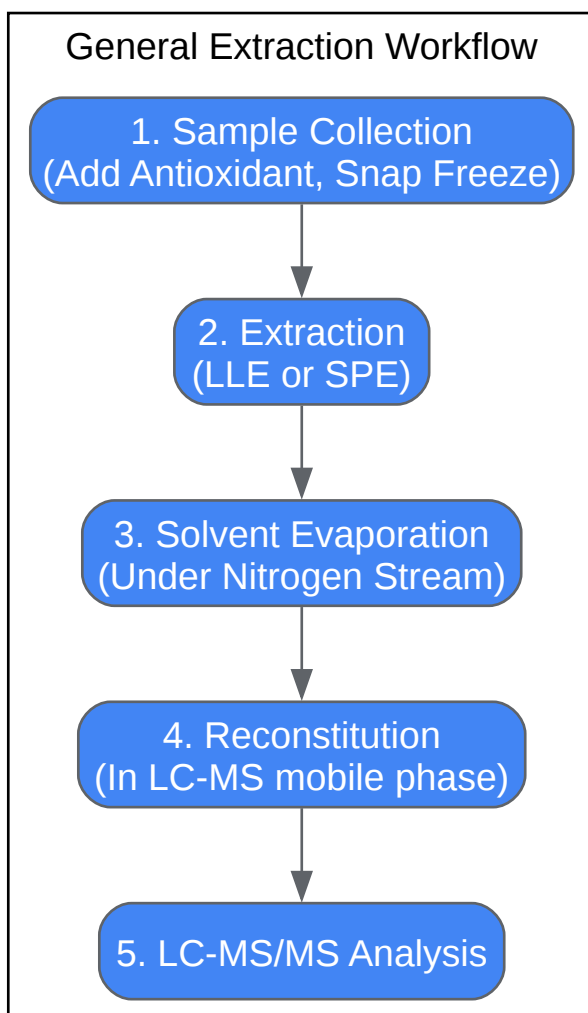 General Extraction Workflow
1. Sample Collection
(Add Antioxidant, Snap Freeze)
2. Extraction
(LLE or SPE)
3. Solvent Evaporation
(Under Nitrogen Stream)
4. Reconstitution
(In LC-MS mobile phase)
5. LC-MS/MS Analysis